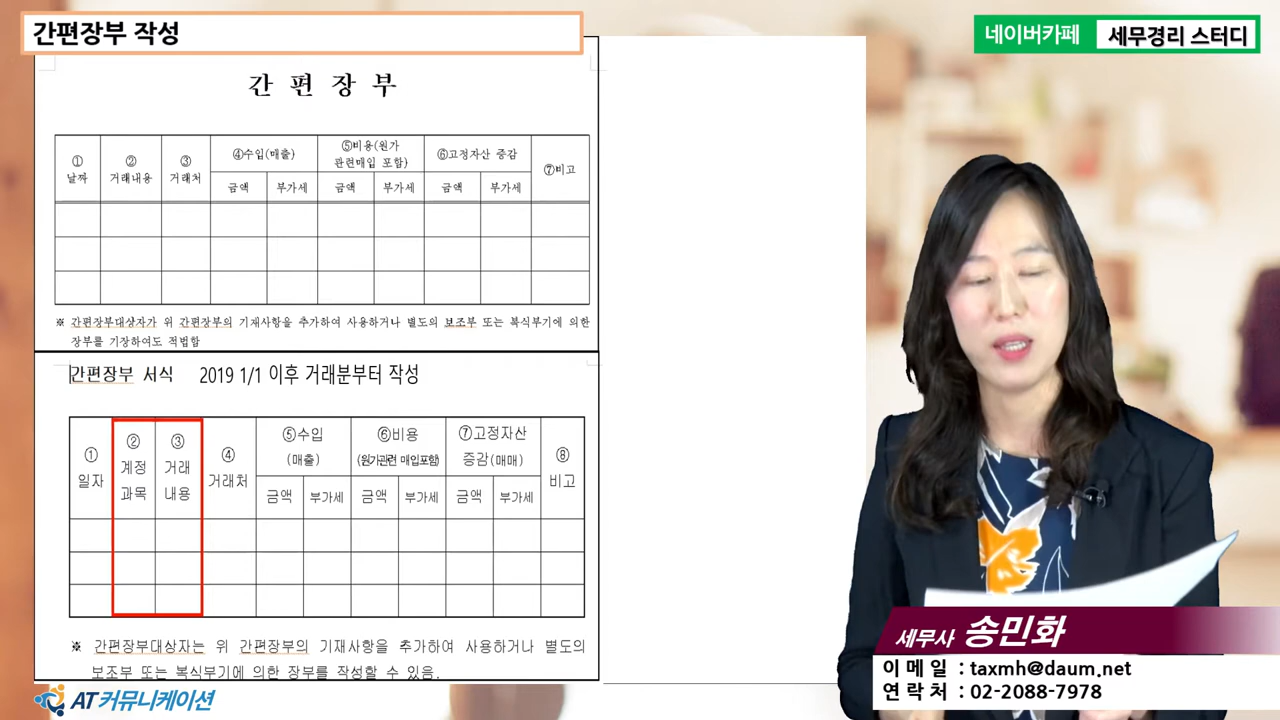 간편장부 작성
네이버카페 세무경리 스터디
간 편 장 부
① 날짜
② 거래내용
③ 거래처
④수입(매출)
⑤비용(원가 관련매입 포함)
⑥고정자산 증감
⑦비고
금액 부가세 금액 부가세 금액 부가세
※ 간편장부대상자가 위 간편장부의 기재사항을 추가하여 사용하거나 별도의 보조부 또는 복식부기에 의한
장부를 기장하여도 적법함
간편장부 서식 2019 1/1 이후 거래분부터 작성
① 일자
② 계정 과목
③ 거래 내용
④ 거래처
⑤수입 (매출)
⑥비용 (원가관련 매입포함)
⑦고정자산 증감(매매)
⑧ 비고
금액 부가세 금액 부가세 금액 부가세
※ 간편장부대상자는 위 간편장부의 기재사항을 추가하여 사용하거나 별도의
보조부 또는 복식부기에 의한 장부를 작성할 수 있음.
세무사 송민화
이 메 일 : taxmh@daum.net
연 락 처 : 02-2088-7978
AT커뮤니케이션